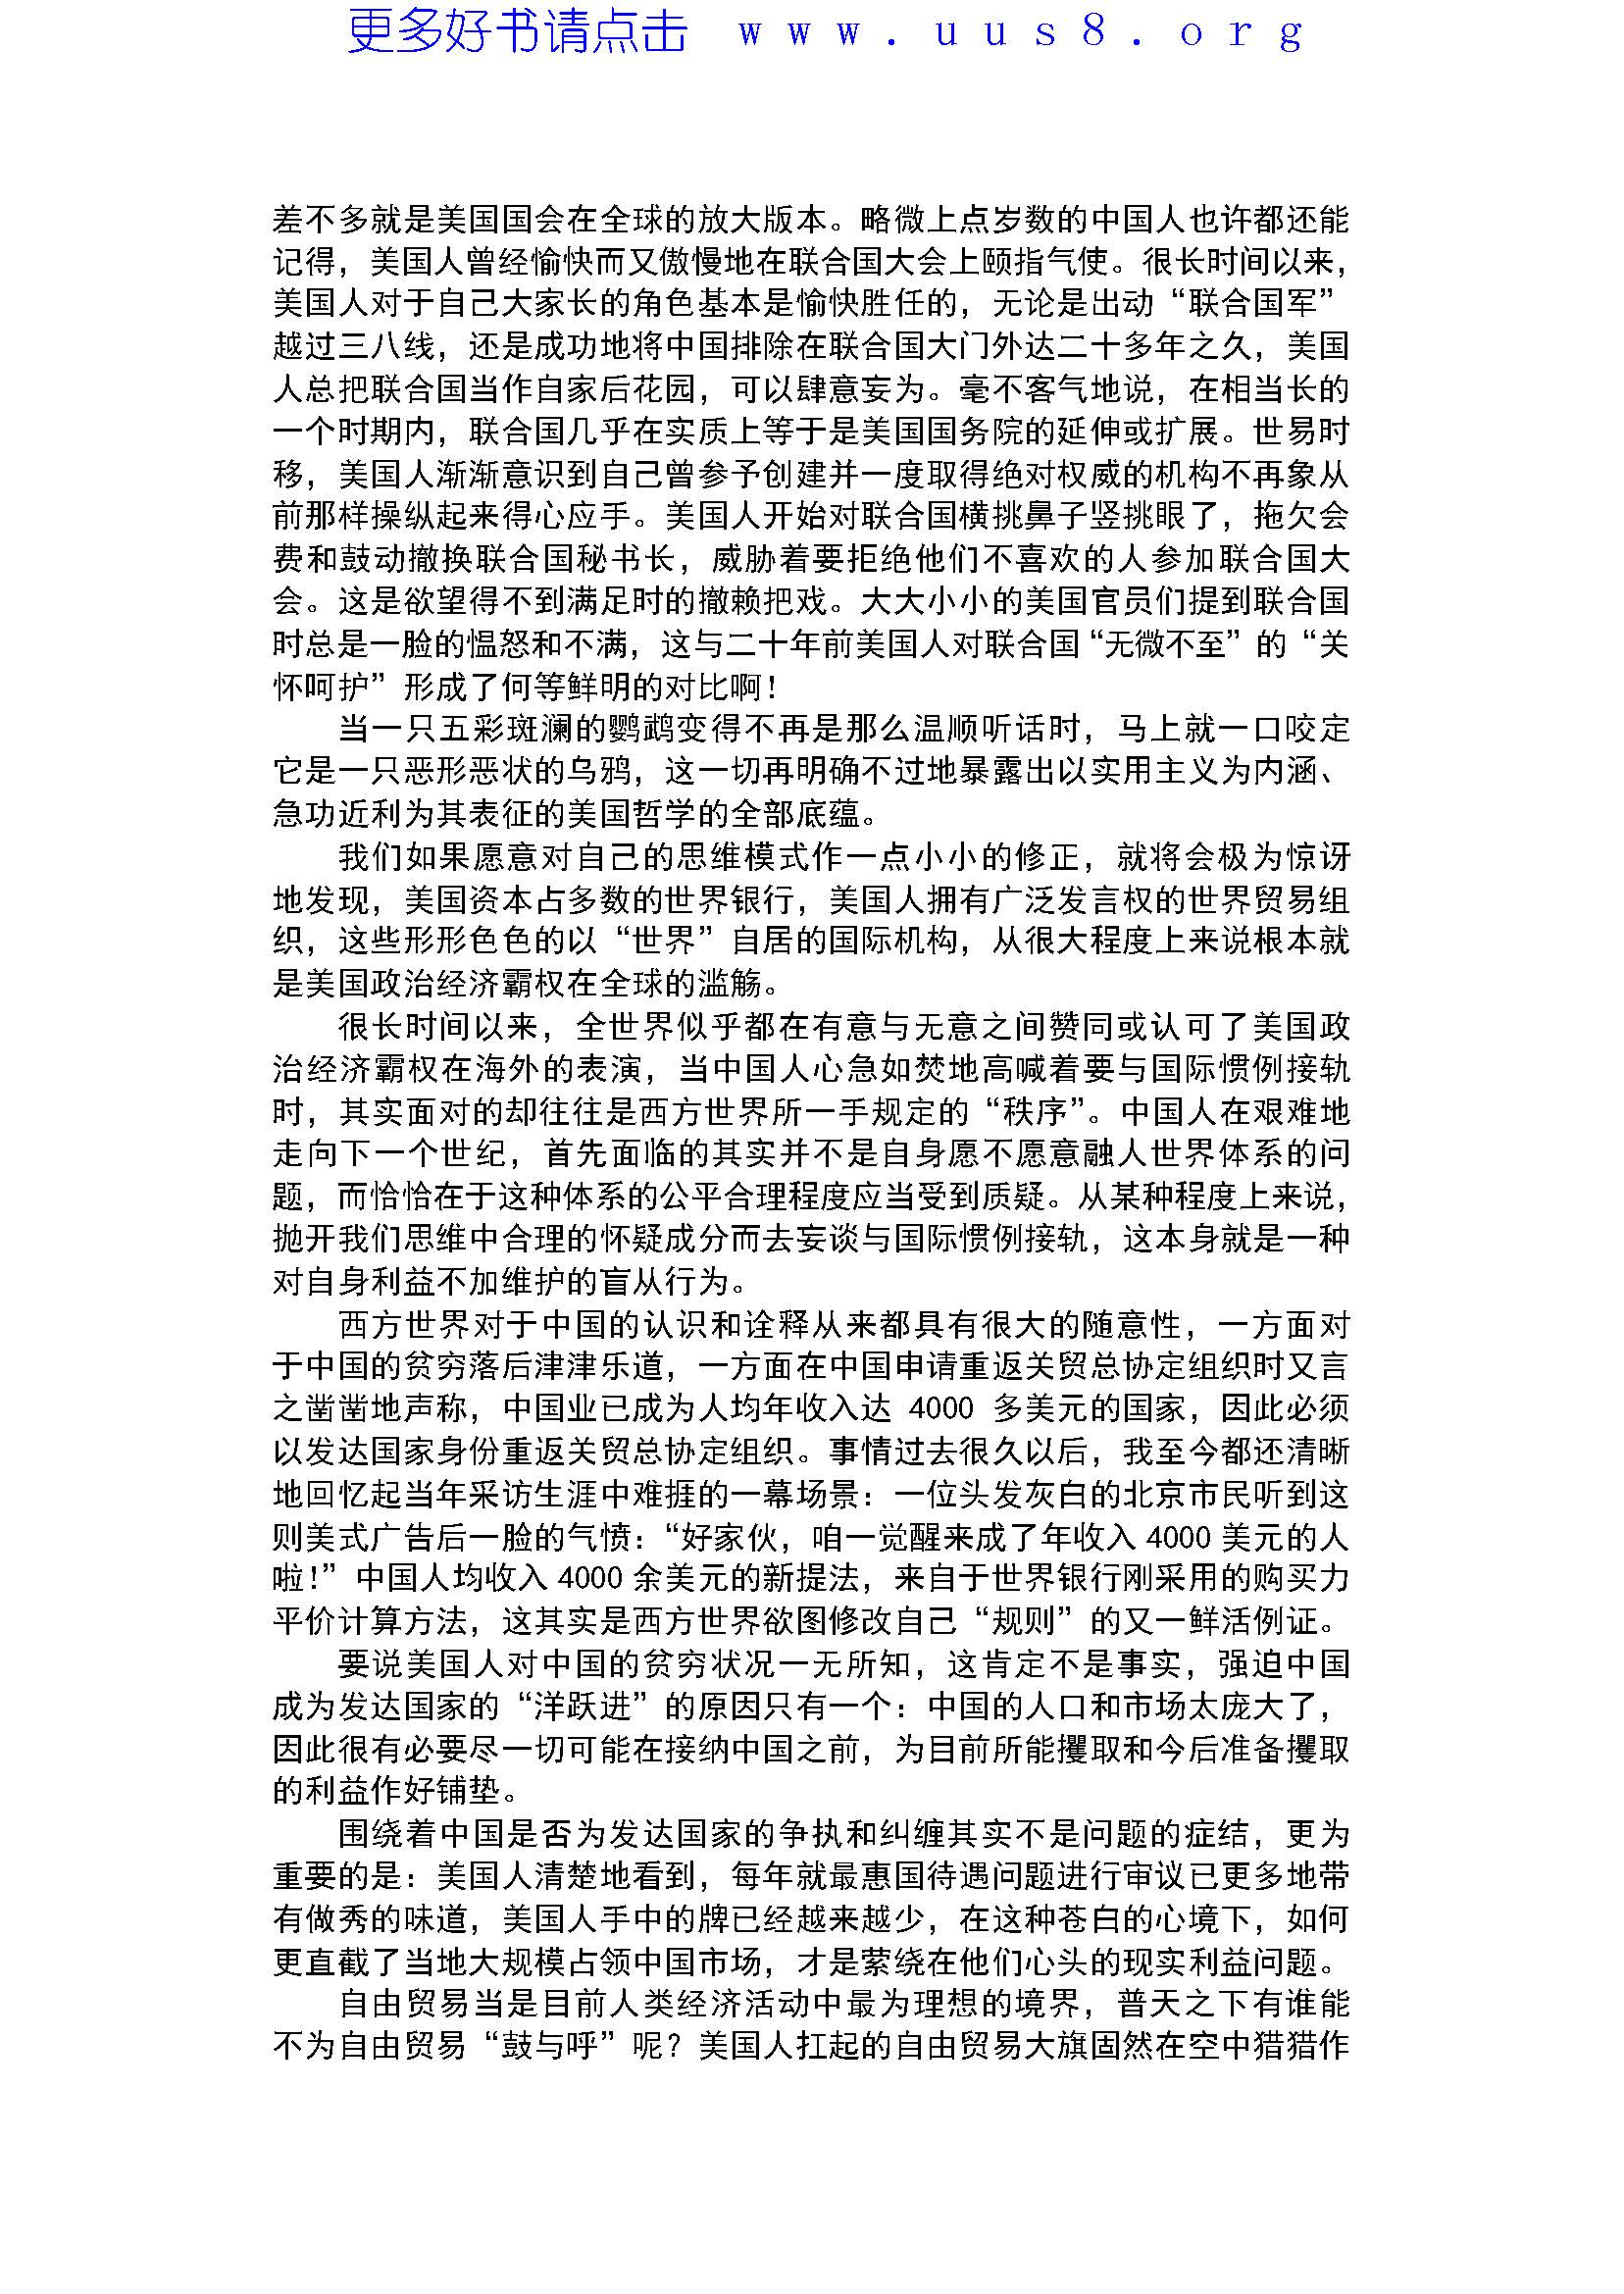 更多好书请点击 www.uus8.org
差不多就是美国国会在全球的放大版本。略微上点岁数的中国人也许都还能
记得，美国人曾经愉快而又傲慢地在联合国大会上颐指气使。很长时间以来，
美国人对于自己大家长的角色基本是愉快胜任的，无论是出动“联合国军”
越过三八线，还是成功地将中国排除在联合国大门外达二十多年之久，美国
人总把联合国当作自家后花园，可以肆意妄为。毫不客气地说，在相当长的
一个时期内，联合国几乎在实质上等于是美国国务院的延伸或扩展。世易时
移，美国人渐渐意识到自己曾参予创建并一度取得绝对权威的机构不再象从
前那样操纵起来得心应手。美国人开始对联合国横挑鼻子竖挑眼了，拖欠会
费和鼓动撤换联合国秘书长，威胁着要拒绝他们不喜欢的人参加联合国大
会。这是欲望得不到满足时的撤赖把戏。大大小小的美国官员们提到联合国
时总是一脸的愠怒和不满，这与二十年前美国人对联合国“无微不至”的“关
怀呵护”形成了何等鲜明的对比啊！
当一只五彩斑澜的鹦鹉变得不再是那么温顺听话时，马上就一口咬定
它是一只恶形恶状的乌鸦，这一切再明确不过地暴露出以实用主义为内涵、
急功近利为其表征的美国哲学的全部底蕴。
我们如果愿意对自己的思维模式作一点小小的修正，就将会极为惊讶
地发现，美国资本占多数的世界银行，美国人拥有广泛发言权的世界贸易组
织，这些形形色色的以“世界”自居的国际机构，从很大程度上来说根本就
是美国政治经济霸权在全球的滥觞。
很长时间以来，全世界似乎都在有意与无意之间赞同或认可了美国政
治经济霸权在海外的表演，当中国人心急如焚地高喊着要与国际惯例接轨
时，其实面对的却往往是西方世界所一手规定的“秩序”。中国人在艰难地
走向下一个世纪，首先面临的其实并不是自身愿不愿意融人世界体系的问
题，而恰恰在于这种体系的公平合理程度应当受到质疑。从某种程度上来说，
抛开我们思维中合理的怀疑成分而去妄谈与国际惯例接轨，这本身就是一种
对自身利益不加维护的盲从行为。
西方世界对于中国的认识和诠释从来都具有很大的随意性，一方面对
于中国的贫穷落后津津乐道，一方面在中国申请重返关贸总协定组织时又言
之凿凿地声称，中国业已成为人均年收入达 4000 多美元的国家，因此必须
以发达国家身份重返关贸总协定组织。事情过去很久以后，我至今都还清晰
地回忆起当年采访生涯中难捱的一幕场景：一位头发灰白的北京市民听到这
则美式广告后一脸的气愤：“好家伙，咱一觉醒来成了年收入 4000 美元的人
啦！”中国人均收入 4000 余美元的新提法，来自于世界银行刚采用的购买力
平价计算方法，这其实是西方世界欲图修改自己“规则”的又一鲜活例证。
要说美国人对中国的贫穷状况一无所知，这肯定不是事实，强迫中国
成为发达国家的“洋跃进”的原因只有一个：中国的人口和市场太庞大了，
因此很有必要尽一切可能在接纳中国之前，为目前所能攫取和今后准备攫取
的利益作好铺垫。
围绕着中国是否为发达国家的争执和纠缠其实不是问题的症结，更为
重要的是：美国人清楚地看到，每年就最惠国待遇问题进行审议已更多地带
有做秀的味道，美国人手中的牌已经越来越少，在这种苍白的心境下，如何
更直截了当地大规模占领中国市场，才是萦绕在他们心头的现实利益问题。
自由贸易当是目前人类经济活动中最为理想的境界，普天之下有谁能
不为自由贸易“鼓与呼”呢？美国人扛起的自由贸易大旗固然在空中猎猎作